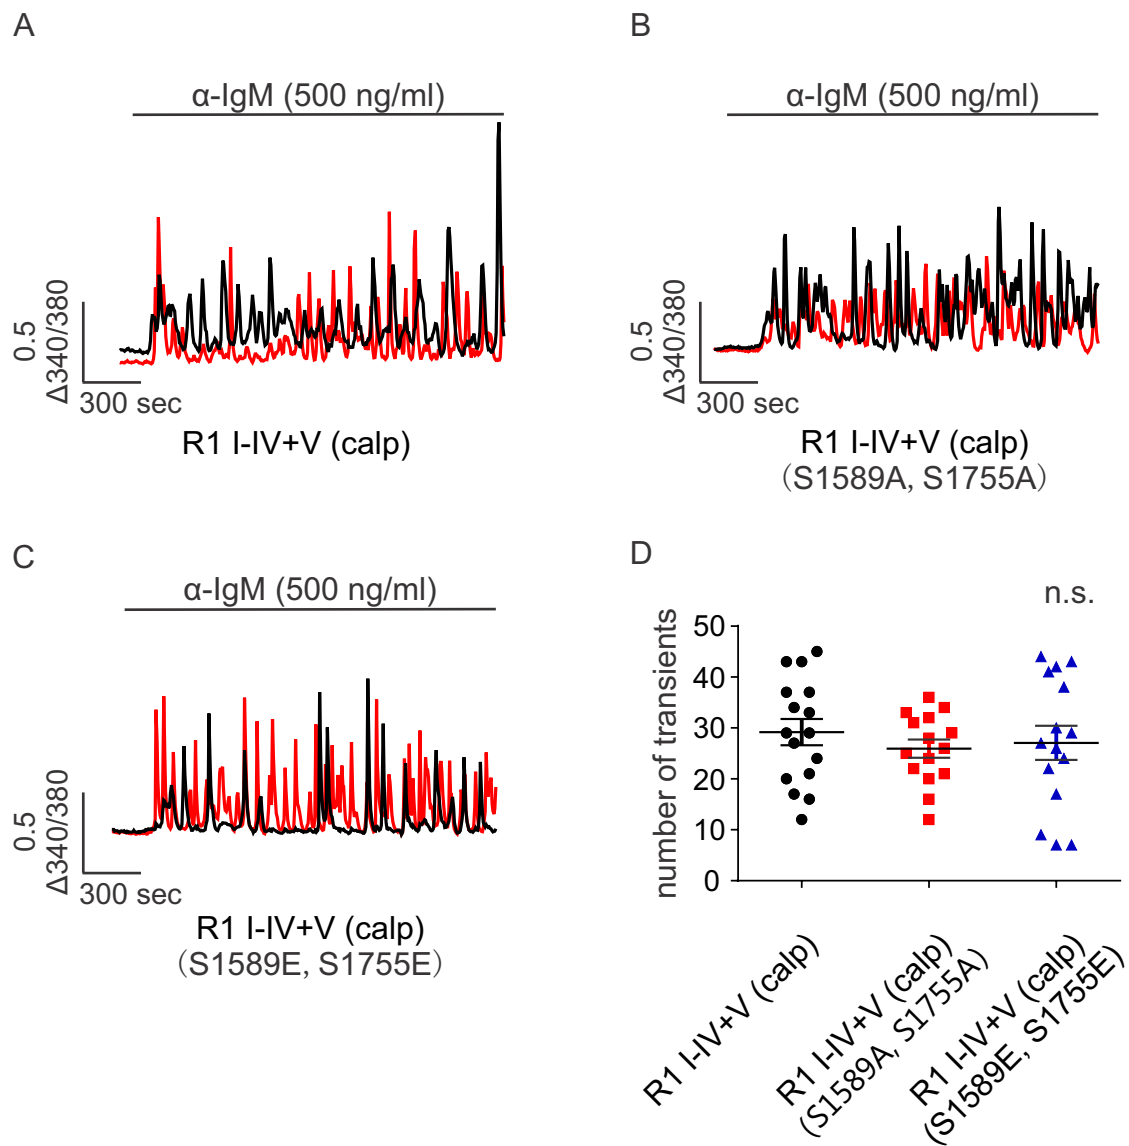 A
α-IgM (500 ng/ml)
0.5
Δ340/380
300 sec
R1 I-IV+V (calp)
B
α-IgM (500 ng/ml)
0.5
Δ340/380
300 sec
R1 I-IV+V (calp)
(S1589A, S1755A)
C
α-IgM (500 ng/ml)
0.5
Δ340/380
300 sec
R1 I-IV+V (calp)
(S1589E, S1755E)
D
n.s.
number of transients
50
40
30
20
10
0
R1 I-IV+V (calp)
R1 I-IV+V (calp)
(S1589A, S1755A)
R1 I-IV+V (calp)
(S1589E, S1755E)